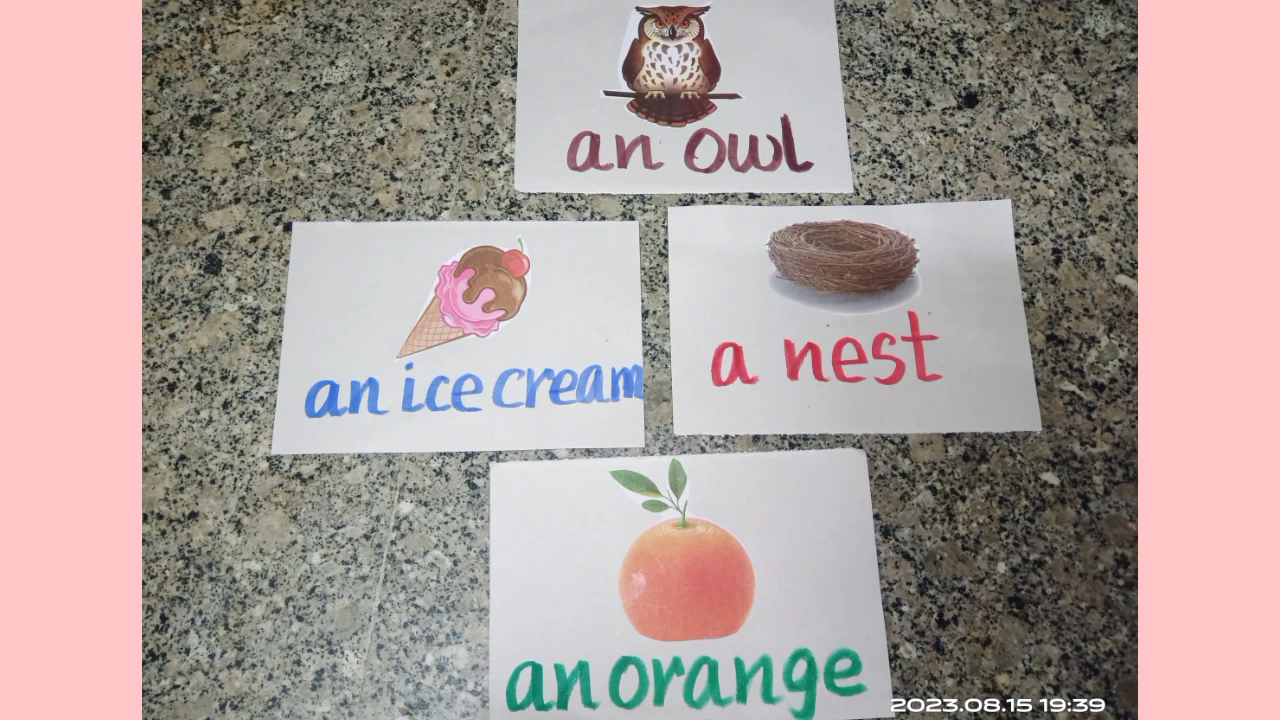 an owl
an ice cream
a nest
an orange
2023.08.15 19:39